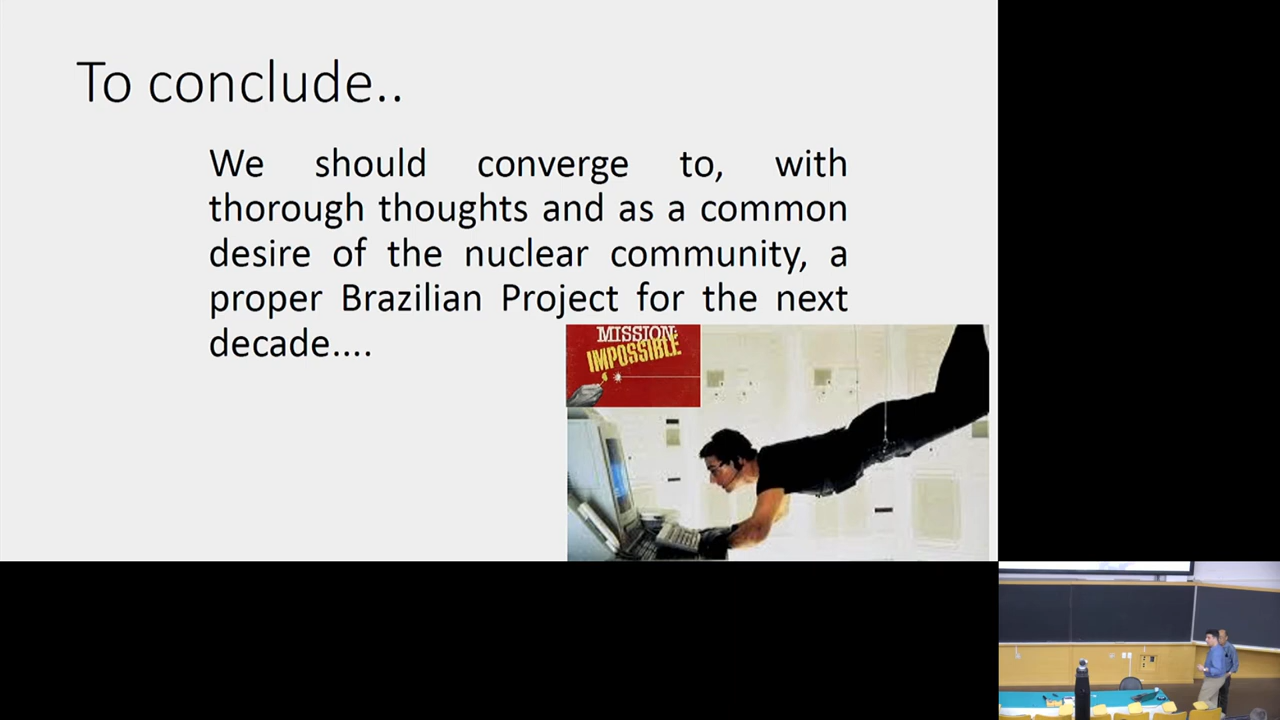 To conclude..
We should converge to, with
thorough thoughts and as a common
desire of the nuclear community, a
proper Brazilian Project for the next
decade....
MISSION:
IMPOSSIBLE